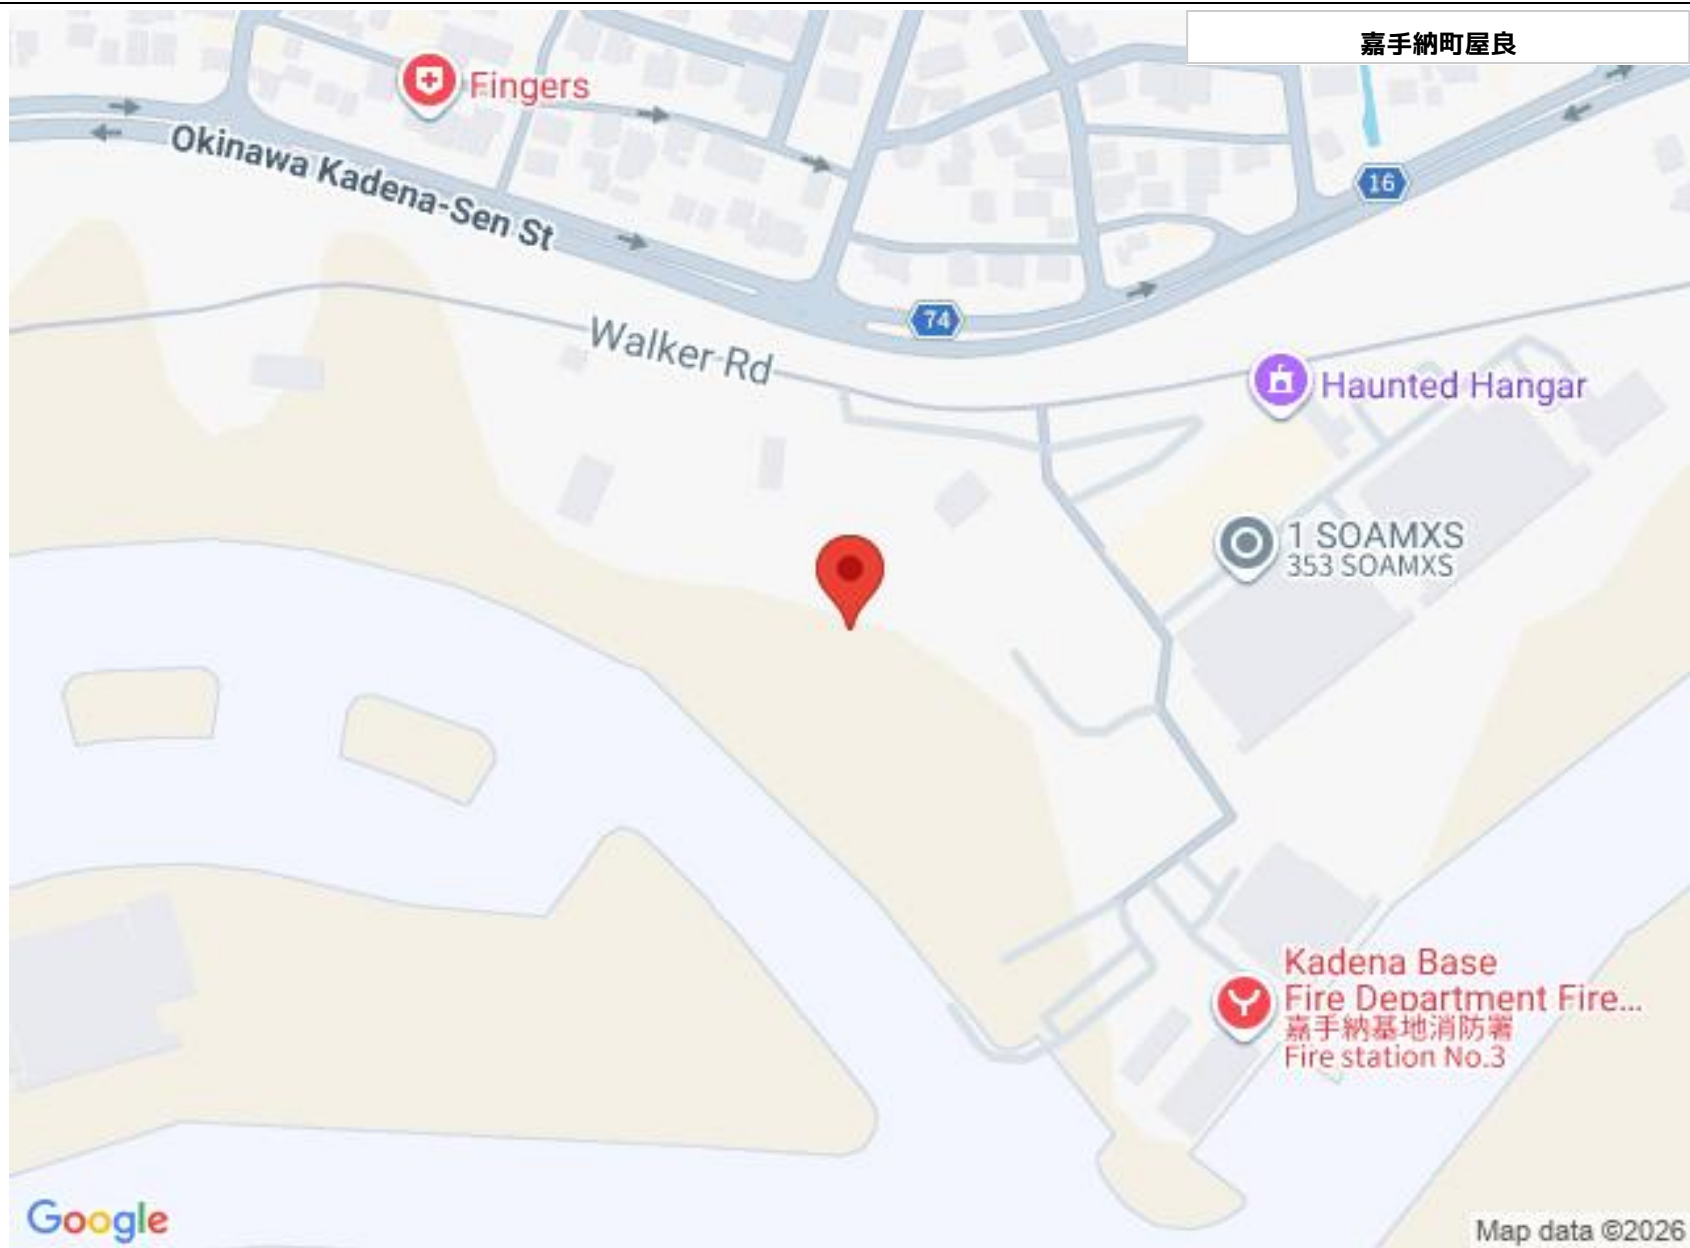 嘉手納町屋良
Fingers
Okinawa Kadena-Sen St
16
74
Walker Rd
Haunted Hangar
1 SOAMXS
353 SOAMXS
Kadena Base
Fire Department Fire...
嘉手納基地消防署
Fire station No.3
Google
Map data ©2026